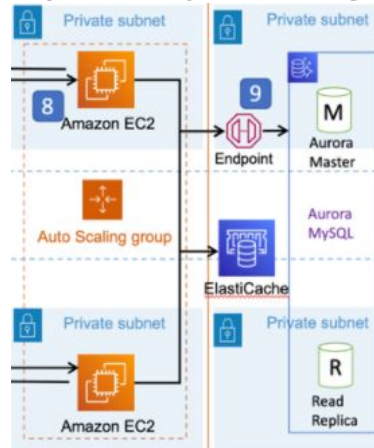 Private subnet
Private subnet
8
9
Amazon EC2
Endpoint
M
Aurora
Master
Auto Scaling group
Aurora
MySQL
ElastiCache
Private subnet
Private subnet
R
Amazon EC2
Read
Replica